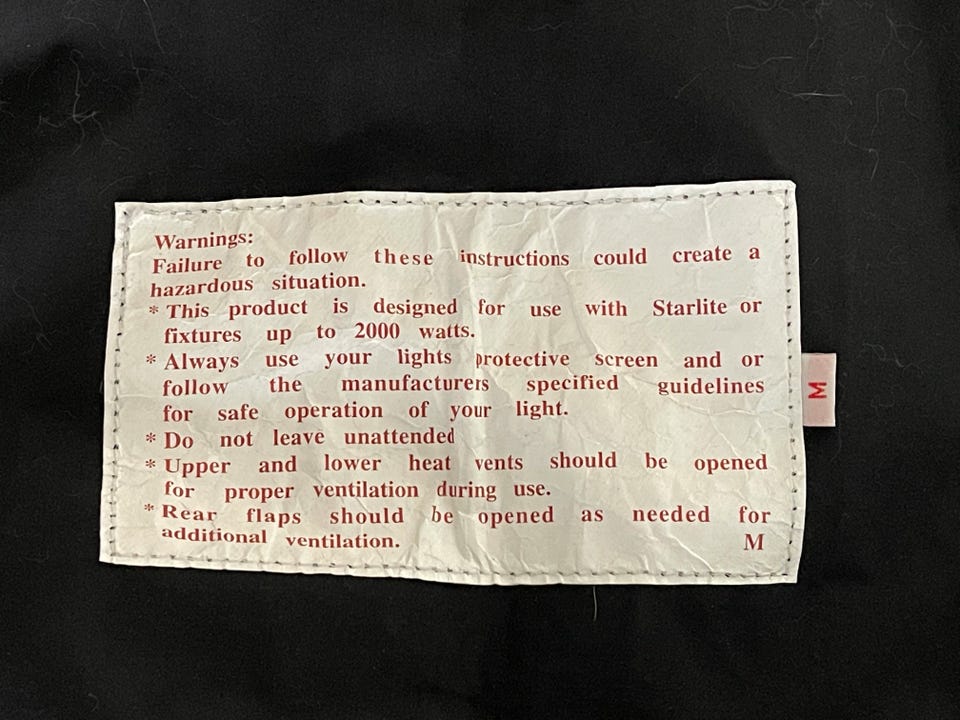 Warnings:
Failure to follow these instructions could create a
hazardous situation.
* This product is designed for use with Starlite or
fixtures up to 2000 watts.
* Always use your lights protective screen and or
follow the manufacturers specified guidelines
for safe operation of your light.
* Do not leave unattended
* Upper and lower heat vents should be opened
for proper ventilation during use.
* Rear flaps should be opened as needed for
additional ventilation. M
M